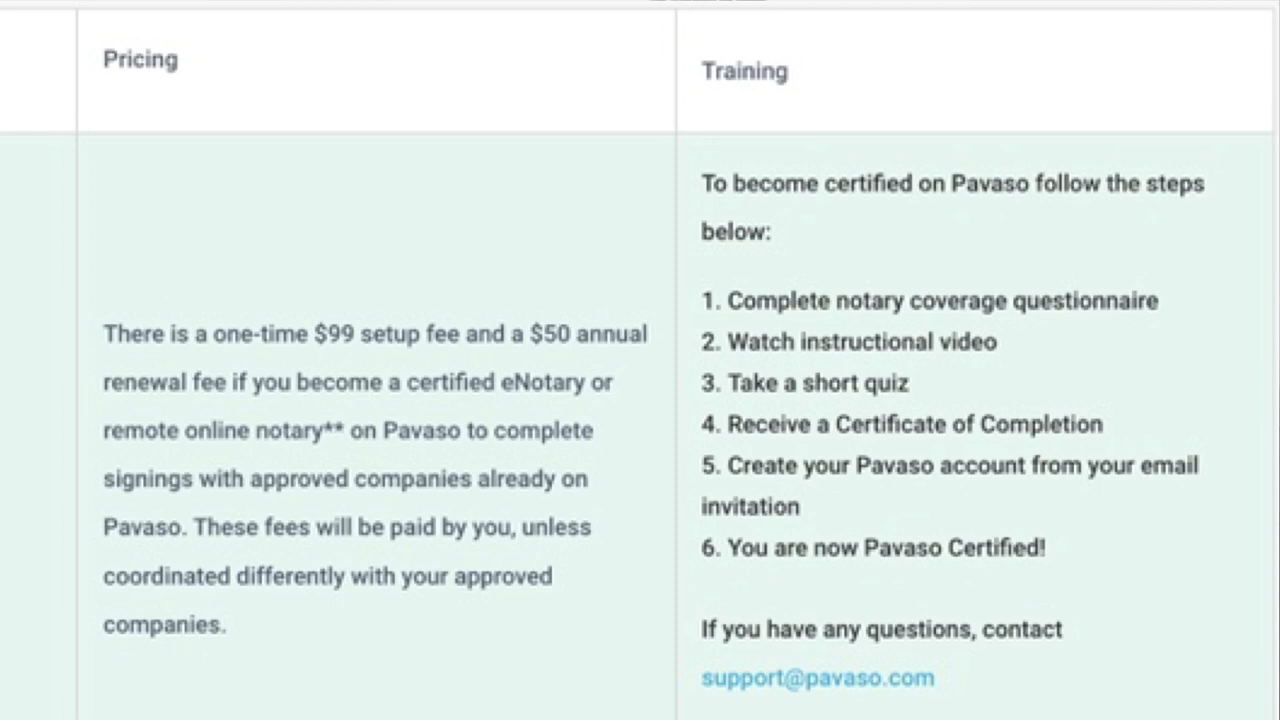 Pricing
Training
There is a one-time $99 setup fee and a $50 annual
renewal fee if you become a certified eNotary or
remote online notary** on Pavaso to complete
signings with approved companies already on
Pavaso. These fees will be paid by you, unless
coordinated differently with your approved
companies.
To become certified on Pavaso follow the steps
below:
1. Complete notary coverage questionnaire
2. Watch instructional video
3. Take a short quiz
4. Receive a Certificate of Completion
5. Create your Pavaso account from your email
invitation
6. You are now Pavaso Certified!
If you have any questions, contact
support@pavaso.com